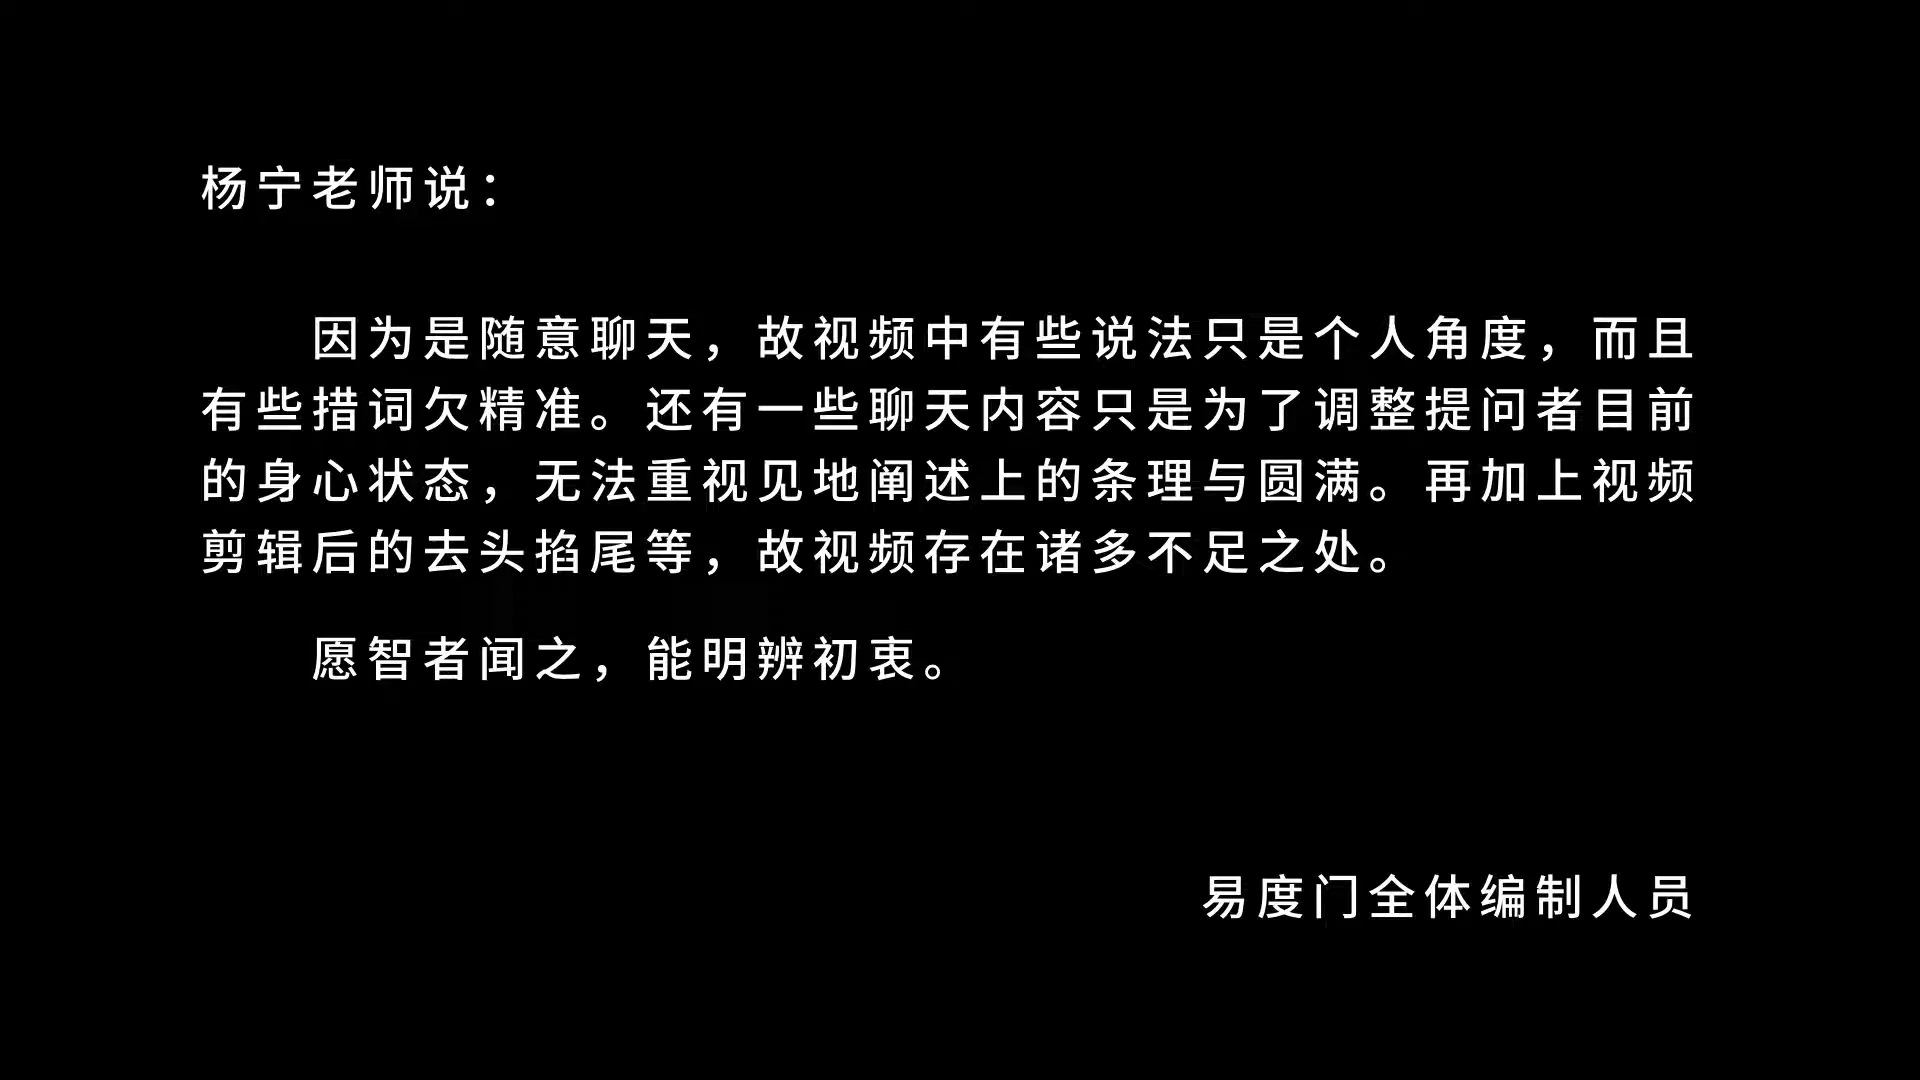 杨宁老师说：
因为是随意聊天，故视频中有些说法只是个人角度，而且
有些措词欠精准。还有一些聊天内容只是为了调整提问者目前
的身心状态，无法重视见地阐述上的条理与圆满。再加上视频
剪辑后的去头掐尾等，故视频存在诸多不足之处。
愿智者闻之，能明辨初衷。
易度门全体编制人员